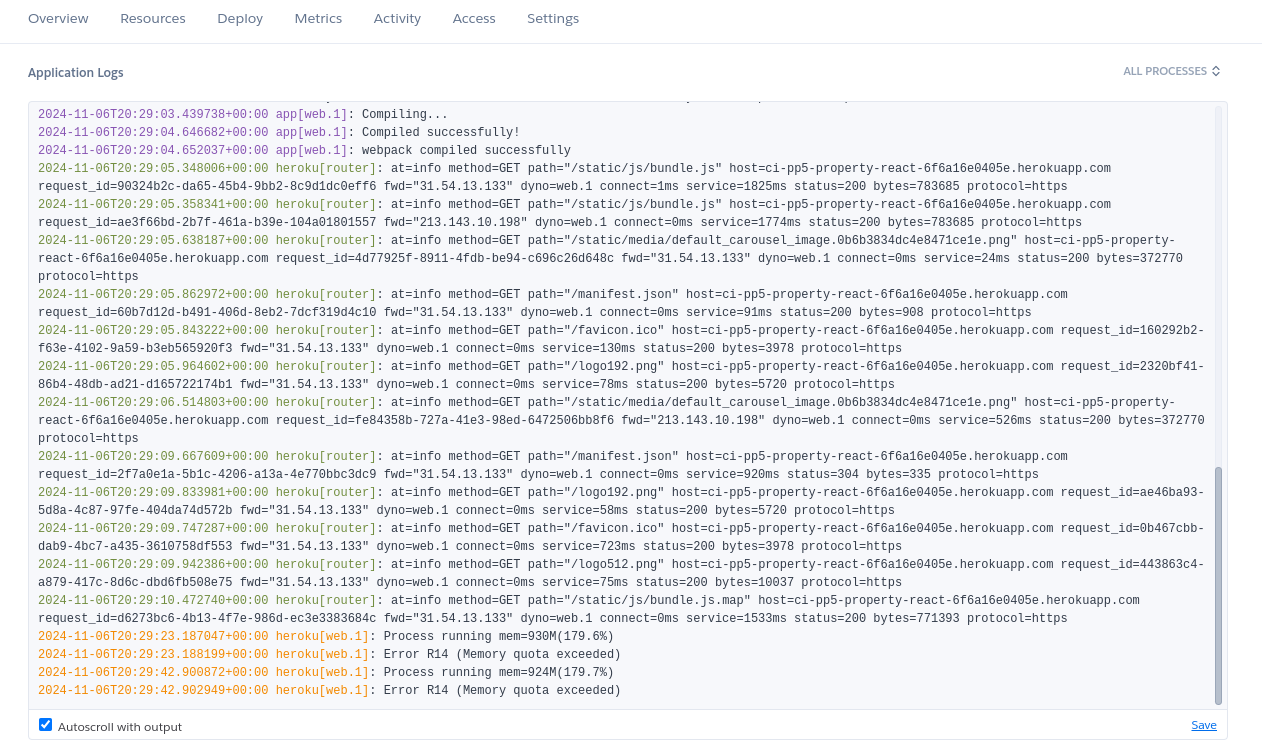 Overview Resources Deploy Metrics Activity Access Settings
Application Logs
ALL PROCESSES
2024-11-06T20:29:03.439738+00:00 app[web.1]: Compiling...
2024-11-06T20:29:04.646682+00:00 app[web.1]: Compiled successfully!
2024-11-06T20:29:04.652037+00:00 app[web.1]: webpack compiled successfully
2024-11-06T20:29:05.348006+00:00 heroku[router]: at=info method=GET path="/static/js/bundle.js" host=ci-pp5-property-react-6f6a16e0405e.herokuapp.com
request_id=90324b2c-da65-45b4-9bb2-8c9d1dc0eff6 fwd="31.54.13.133" dyno=web.1 connect=1ms service=1825ms status=200 bytes=783685 protocol=https
2024-11-06T20:29:05.358341+00:00 heroku[router]: at=info method=GET path="/static/js/bundle.js" host=ci-pp5-property-react-6f6a16e0405e.herokuapp.com
request_id=ae3f66bd-2b7f-461a-b39e-104a01801557 fwd="213.143.10.198" dyno=web.1 connect=0ms service=1774ms status=200 bytes=783685 protocol=https
2024-11-06T20:29:05.638187+00:00 heroku[router]: at=info method=GET path="/static/media/default_carousel_image.0b6b3834dc4e8471ce1e.png" host=ci-pp5-property-
react-6f6a16e0405e.herokuapp.com request_id=4d77925f-8911-4fdb-be94-c696c26d648c fwd="31.54.13.133" dyno=web.1 connect=0ms service=24ms status=200 bytes=372770
protocol=https
2024-11-06T20:29:05.862972+00:00 heroku[router]: at=info method=GET path="/manifest.json" host=ci-pp5-property-react-6f6a16e0405e.herokuapp.com
request_id=60b7d12d-b491-406d-8eb2-7dcf319d4c10 fwd="31.54.13.133" dyno=web.1 connect=0ms service=91ms status=200 bytes=908 protocol=https
2024-11-06T20:29:05.843222+00:00 heroku[router]: at=info method=GET path="/favicon.ico" host=ci-pp5-property-react-6f6a16e0405e.herokuapp.com request_id=160292b2-
f63e-4102-9a59-b3eb565920f3 fwd="31.54.13.133" dyno=web.1 connect=0ms service=130ms status=200 bytes=3978 protocol=https
2024-11-06T20:29:05.964602+00:00 heroku[router]: at=info method=GET path="/logo192.png" host=ci-pp5-property-react-6f6a16e0405e.herokuapp.com request_id=2320bf41-
86b4-48db-ad21-d165722174b1 fwd="31.54.13.133" dyno=web.1 connect=0ms service=78ms status=200 bytes=5720 protocol=https
2024-11-06T20:29:06.514803+00:00 heroku[router]: at=info method=GET path="/static/media/default_carousel_image.0b6b3834dc4e8471ce1e.png" host=ci-pp5-property-
react-6f6a16e0405e.herokuapp.com request_id=fe84358b-727a-41e3-98ed-6472506bb8f6 fwd="213.143.10.198" dyno=web.1 connect=0ms service=526ms status=200 bytes=372770
protocol=https
2024-11-06T20:29:09.667609+00:00 heroku[router]: at=info method=GET path="/manifest.json" host=ci-pp5-property-react-6f6a16e0405e.herokuapp.com
request_id=2f7a0e1a-5b1c-4206-a13a-4e770bbc3dc9 fwd="31.54.13.133" dyno=web.1 connect=0ms service=920ms status=304 bytes=335 protocol=https
2024-11-06T20:29:09.833981+00:00 heroku[router]: at=info method=GET path="/logo192.png" host=ci-pp5-property-react-6f6a16e0405e.herokuapp.com request_id=ae46ba93-
5d8a-4c87-97fe-404da74d572b fwd="31.54.13.133" dyno=web.1 connect=0ms service=58ms status=200 bytes=5720 protocol=https
2024-11-06T20:29:09.747287+00:00 heroku[router]: at=info method=GET path="/favicon.ico" host=ci-pp5-property-react-6f6a16e0405e.herokuapp.com request_id=0b467cbb-
dab9-4bc7-a435-3610758df553 fwd="31.54.13.133" dyno=web.1 connect=0ms service=723ms status=200 bytes=3978 protocol=https
2024-11-06T20:29:09.942386+00:00 heroku[router]: at=info method=GET path="/logo512.png" host=ci-pp5-property-react-6f6a16e0405e.herokuapp.com request_id=443863c4-
a879-417c-8d6c-dbd6fb508e75 fwd="31.54.13.133" dyno=web.1 connect=0ms service=75ms status=200 bytes=10037 protocol=https
2024-11-06T20:29:10.472740+00:00 heroku[router]: at=info method=GET path="/static/js/bundle.js.map" host=ci-pp5-property-react-6f6a16e0405e.herokuapp.com
request_id=d6273bc6-4b13-4f7e-986d-ec3e3383684c fwd="31.54.13.133" dyno=web.1 connect=0ms service=1533ms status=200 bytes=771393 protocol=https
2024-11-06T20:29:23.187047+00:00 heroku[web.1]: Process running mem=930M(179.6%)
2024-11-06T20:29:23.188199+00:00 heroku[web.1]: Error R14 (Memory quota exceeded)
2024-11-06T20:29:42.900872+00:00 heroku[web.1]: Process running mem=924M(179.7%)
2024-11-06T20:29:42.902949+00:00 heroku[web.1]: Error R14 (Memory quota exceeded)
Autoscroll with output
Save